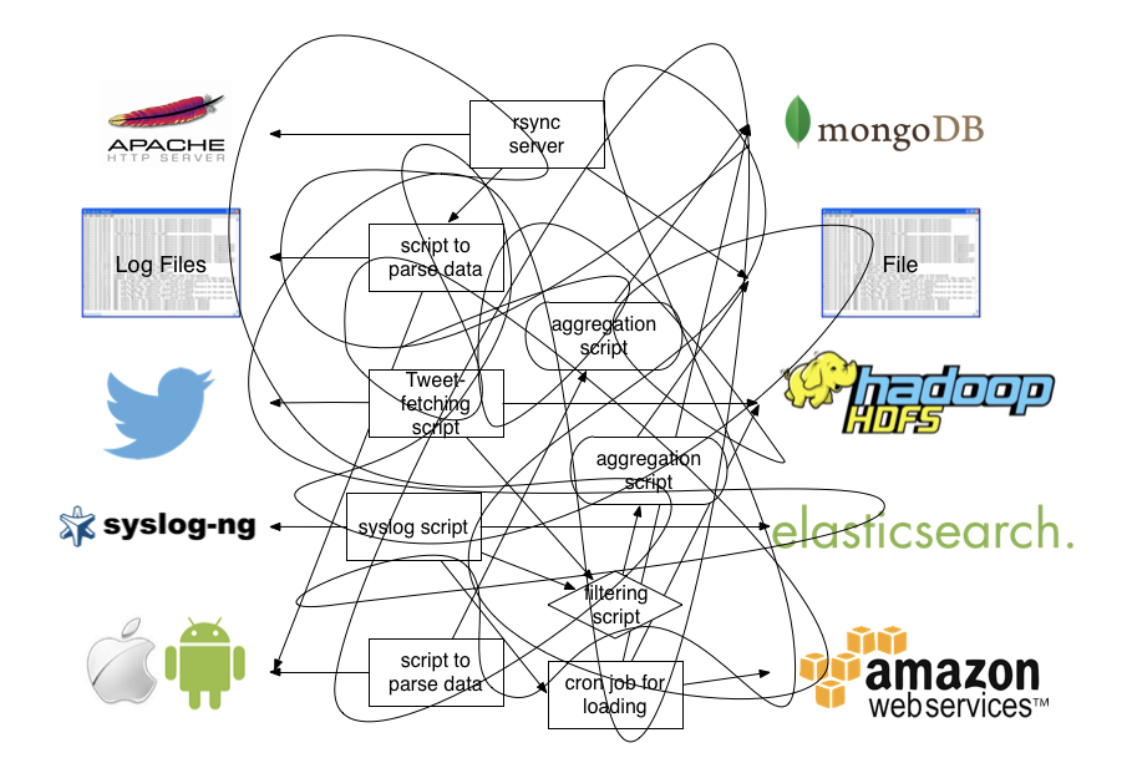 APACHE
HTTP SERVER
rsync
server
mongoDB
Log Files
script to
parse data
File
aggregation
script
Tweet-
fetching
script
hadoop
HDFS
aggregation
script
syslog-ng
syslog script
elasticsearch.
filtering
script
script to
parse data
cron job for
loading
amazon
webservices™